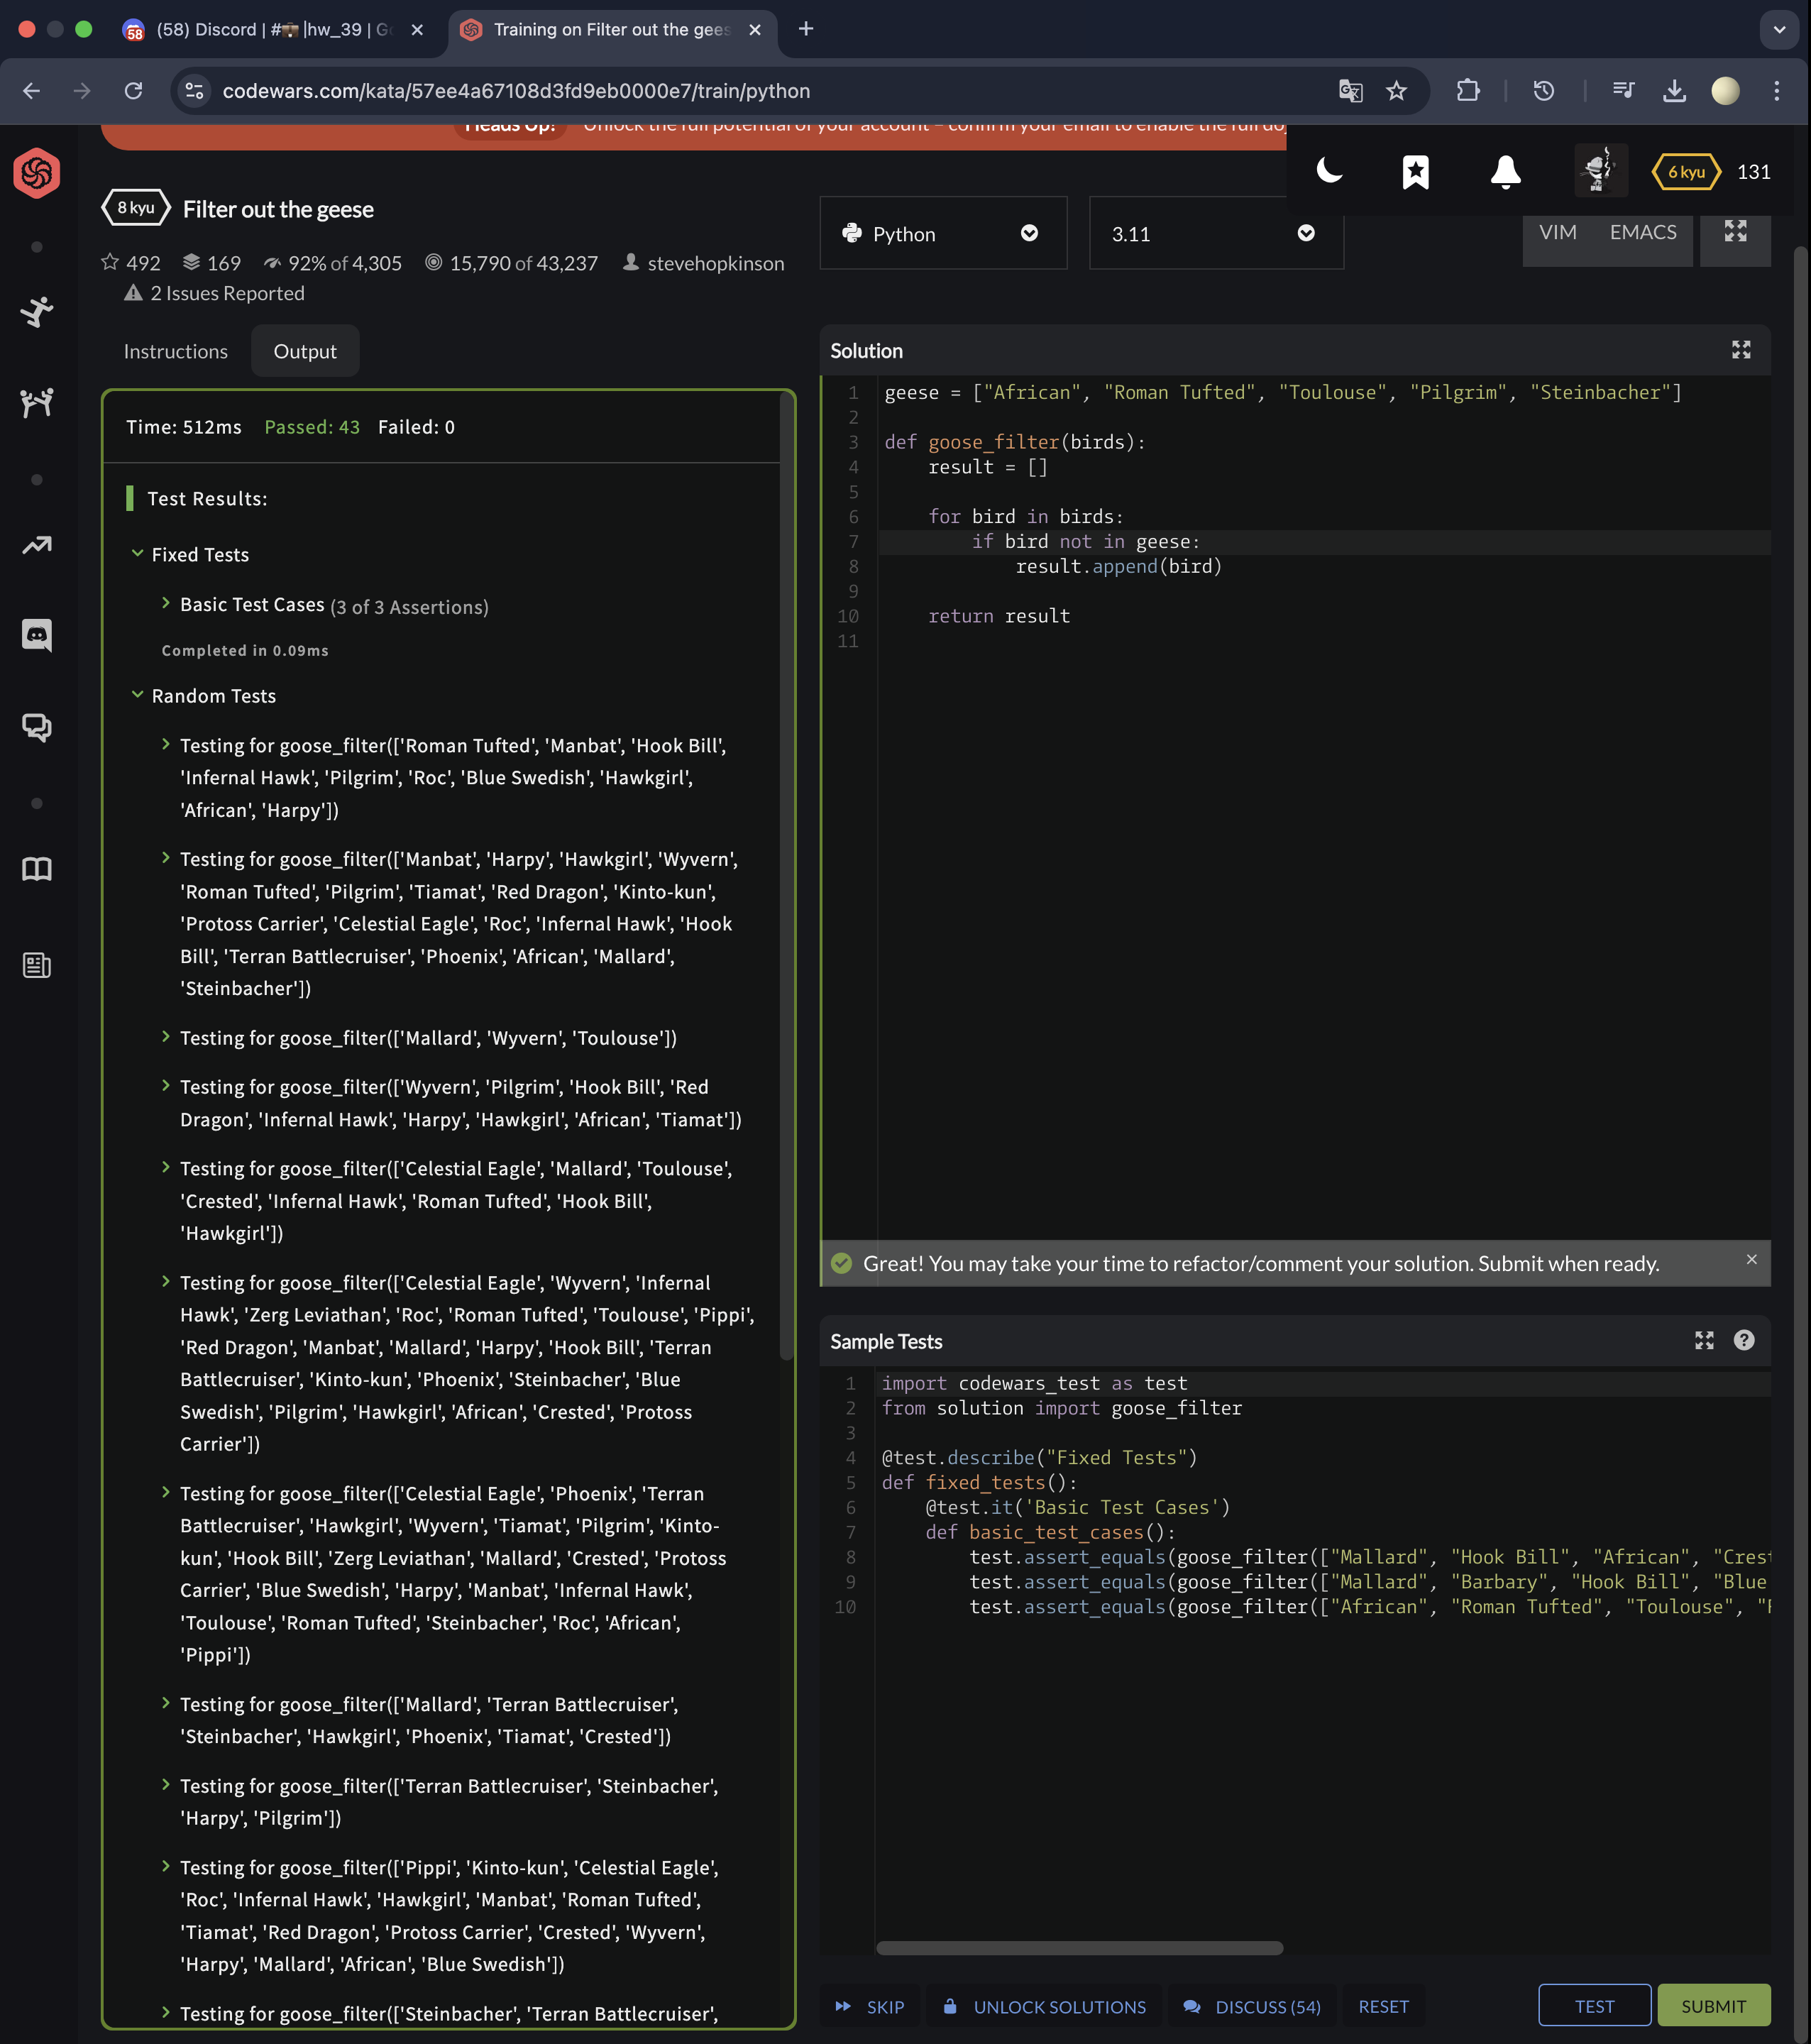 (58) Discord | #💼|hw_39 | Go
Training on Filter out the gees
codewars.com/kata/57ee4a67108d3fd9eb0000e7/train/python
Heads Up! Unlock the full potential of your account – confirm your email to enable the full do
6 kyu 131
8 kyu Filter out the geese
492 169 92% of 4,305 15,790 of 43,237 stevehopkinson
2 Issues Reported
Python
3.11
VIM EMACS
Instructions Output
Time: 512ms Passed: 43 Failed: 0
Test Results:
Fixed Tests
Basic Test Cases (3 of 3 Assertions)
Completed in 0.09ms
Random Tests
Testing for goose_filter(['Roman Tufted', 'Manbat', 'Hook Bill',
'Infernal Hawk', 'Pilgrim', 'Roc', 'Blue Swedish', 'Hawkgirl',
'African', 'Harpy'])
Testing for goose_filter(['Manbat', 'Harpy', 'Hawkgirl', 'Wyvern',
'Roman Tufted', 'Pilgrim', 'Tiamat', 'Red Dragon', 'Kinto-kun',
'Protoss Carrier', 'Celestial Eagle', 'Roc', 'Infernal Hawk', 'Hook
Bill', 'Terran Battlecruiser', 'Phoenix', 'African', 'Mallard',
'Steinbacher'])
Testing for goose_filter(['Mallard', 'Wyvern', 'Toulouse'])
Testing for goose_filter(['Wyvern', 'Pilgrim', 'Hook Bill', 'Red
Dragon', 'Infernal Hawk', 'Harpy', 'Hawkgirl', 'African', 'Tiamat'])
Testing for goose_filter(['Celestial Eagle', 'Mallard', 'Toulouse',
'Crested', 'Infernal Hawk', 'Roman Tufted', 'Hook Bill',
'Hawkgirl'])
Testing for goose_filter(['Celestial Eagle', 'Wyvern', 'Infernal
Hawk', 'Zerg Leviathan', 'Roc', 'Roman Tufted', 'Toulouse', 'Pippi',
'Red Dragon', 'Manbat', 'Mallard', 'Harpy', 'Hook Bill', 'Terran
Battlecruiser', 'Kinto-kun', 'Phoenix', 'Steinbacher', 'Blue
Swedish', 'Pilgrim', 'Hawkgirl', 'African', 'Crested', 'Protoss
Carrier'])
Testing for goose_filter(['Celestial Eagle', 'Phoenix', 'Terran
Battlecruiser', 'Hawkgirl', 'Wyvern', 'Tiamat', 'Pilgrim', 'Kinto-
kun', 'Hook Bill', 'Zerg Leviathan', 'Mallard', 'Crested', 'Protoss
Carrier', 'Blue Swedish', 'Harpy', 'Manbat', 'Infernal Hawk',
'Toulouse', 'Roman Tufted', 'Steinbacher', 'Roc', 'African',
'Pippi'])
Testing for goose_filter(['Mallard', 'Terran Battlecruiser',
'Steinbacher', 'Hawkgirl', 'Phoenix', 'Tiamat', 'Crested'])
Testing for goose_filter(['Terran Battlecruiser', 'Steinbacher',
'Harpy', 'Pilgrim'])
Testing for goose_filter(['Pippi', 'Kinto-kun', 'Celestial Eagle',
'Roc', 'Infernal Hawk', 'Hawkgirl', 'Manbat', 'Roman Tufted',
'Tiamat', 'Red Dragon', 'Protoss Carrier', 'Crested', 'Wyvern',
'Harpy', 'Mallard', 'African', 'Blue Swedish'])
Testing for goose_filter(['Steinbacher', 'Terran Battlecruiser',
Solution
1 geese = ["African", "Roman Tufted", "Toulouse", "Pilgrim", "Steinbacher"]
2
3 def goose_filter(birds):
4     result = []
5
6     for bird in birds:
7         if bird not in geese:
8             result.append(bird)
9
10     return result
11
Great! You may take your time to refactor/comment your solution. Submit when ready.
Sample Tests
1 import codewars_test as test
2 from solution import goose_filter
3
4 @test.describe("Fixed Tests")
5 def fixed_tests():
6     @test.it('Basic Test Cases')
7     def basic_test_cases():
8         test.assert_equals(goose_filter(["Mallard", "Hook Bill", "African", "Crest
9         test.assert_equals(goose_filter(["Mallard", "Barbary", "Hook Bill", "Blue
10         test.assert_equals(goose_filter(["African", "Roman Tufted", "Toulouse", "P
SKIP UNLOCK SOLUTIONS DISCUSS (54) RESET TEST SUBMIT